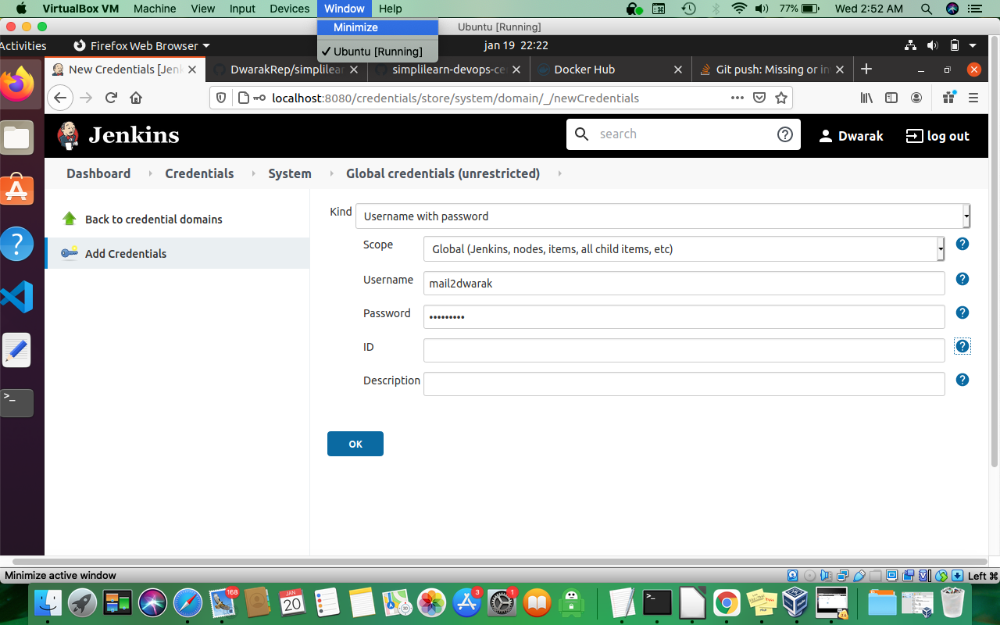 VirtualBox VM Machine View Input Devices Window Help 77% Wed 2:52 AM
Minimize
Ubuntu [Running]
✓ Ubuntu [Running]
Activities Firefox Web Browser jan 19 22:22
New Credentials [Jenk DwarakRep/simplilear simplilearn-devops-ce Docker Hub Git push: Missing or in
localhost:8080/credentials/store/system/domain/_/newCredentials
Jenkins search Dwarak log out
Dashboard Credentials System Global credentials (unrestricted)
Back to credential domains
Add Credentials
Kind Username with password
Scope Global (Jenkins, nodes, items, all child items, etc)
Username mail2dwarak
Password •••••••••
ID
Description
OK
Minimize active window Left ⌘
168 JAN 20 3 1